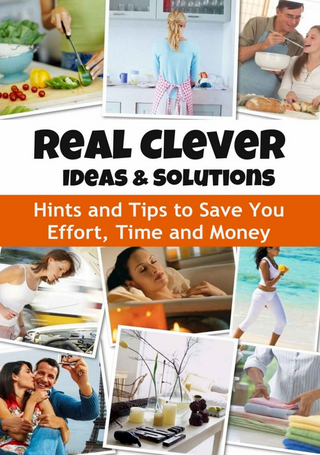 Real Clever
Ideas & Solutions
Hints and Tips to Save You
Effort, Time and Money